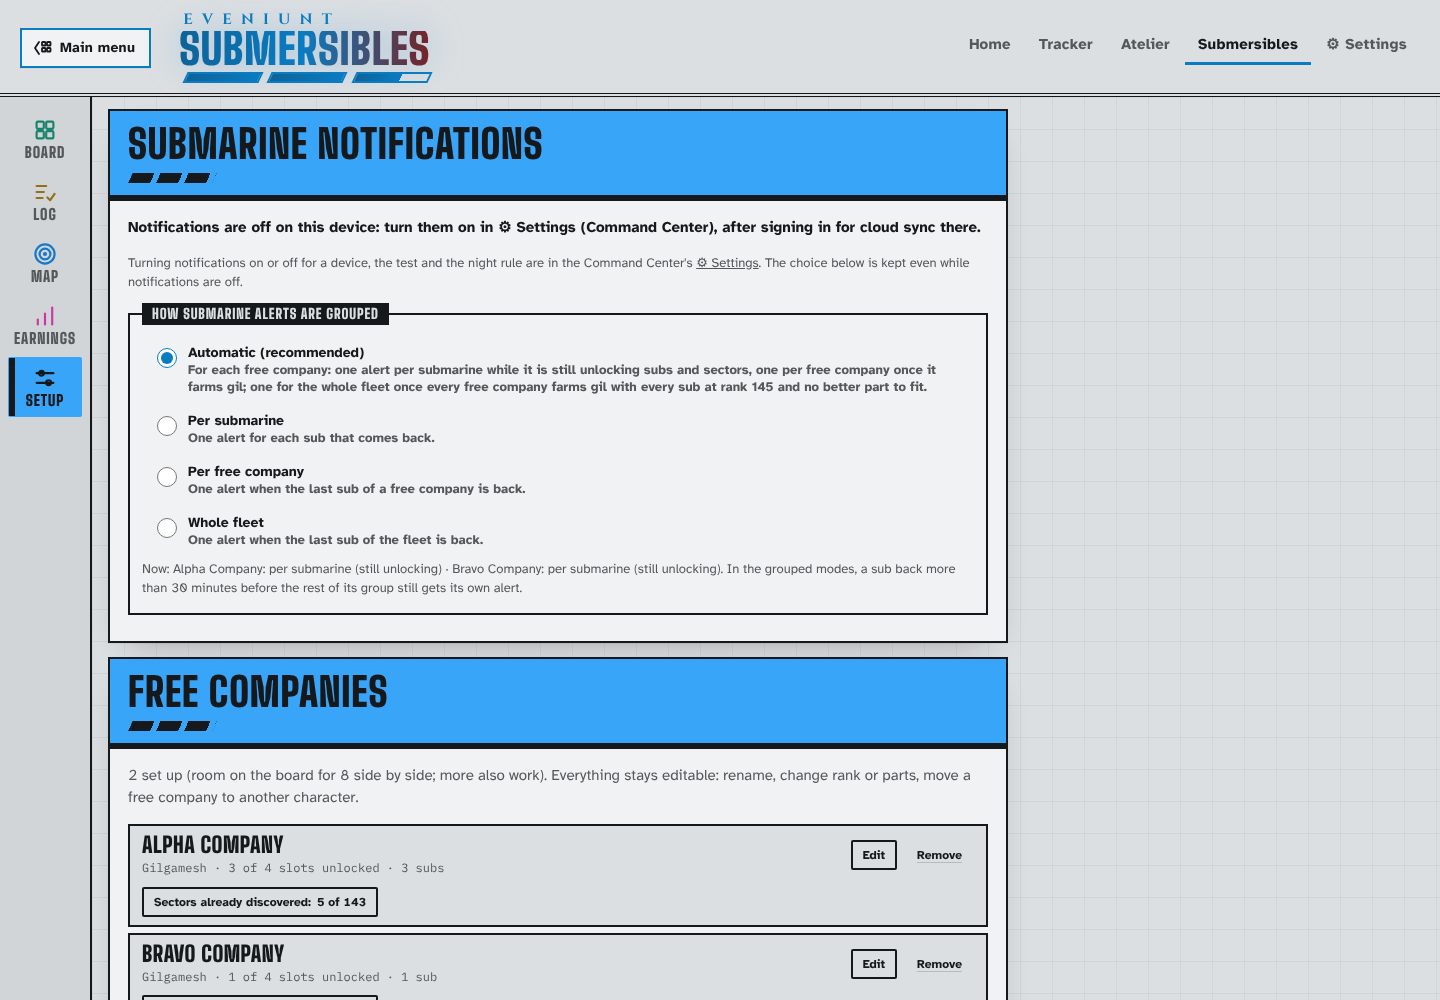 Main menu
EVENIUNT
SUBMERSIBLES
Home
Tracker
Atelier
Submersibles
⚙ Settings
BOARD
LOG
MAP
EARNINGS
SETUP
SUBMARINE NOTIFICATIONS
Notifications are off on this device: turn them on in ⚙ Settings (Command Center), after signing in for cloud sync there.
Turning notifications on or off for a device, the test and the night rule are in the Command Center's ⚙ Settings. The choice below is kept even while
notifications are off.
HOW SUBMARINE ALERTS ARE GROUPED
Automatic (recommended)
For each free company: one alert per submarine while it is still unlocking subs and sectors, one per free company once it
farms gil; one for the whole fleet once every free company farms gil with every sub at rank 145 and no better part to fit.
Per submarine
One alert for each sub that comes back.
Per free company
One alert when the last sub of a free company is back.
Whole fleet
One alert when the last sub of the fleet is back.
Now: Alpha Company: per submarine (still unlocking) · Bravo Company: per submarine (still unlocking). In the grouped modes, a sub back more
than 30 minutes before the rest of its group still gets its own alert.
FREE COMPANIES
2 set up (room on the board for 8 side by side; more also work). Everything stays editable: rename, change rank or parts, move a
free company to another character.
ALPHA COMPANY
Gilgamesh · 3 of 4 slots unlocked · 3 subs
Edit
Remove
Sectors already discovered: 5 of 143
BRAVO COMPANY
Gilgamesh · 1 of 4 slots unlocked · 1 sub
Edit
Remove